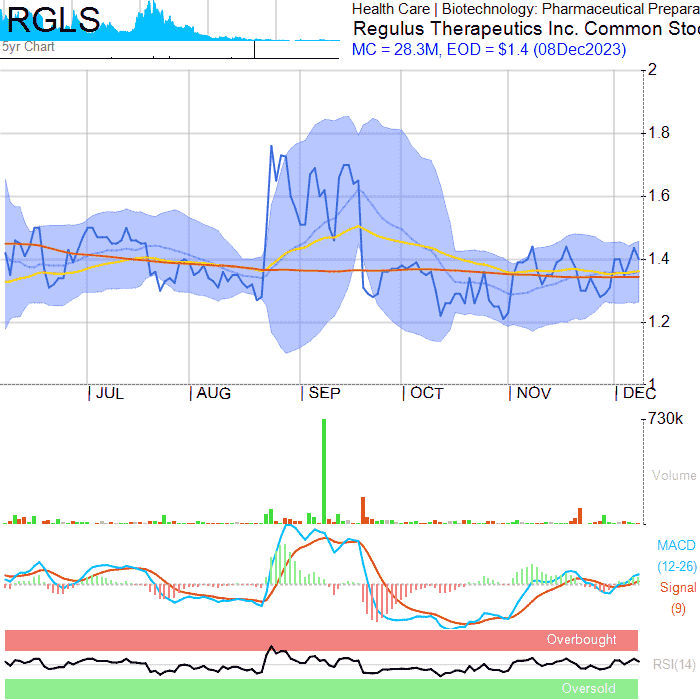 RGLS
5yr Chart
Health Care | Biotechnology: Pharmaceutical Prepara
Regulus Therapeutics Inc. Common Stoc
MC = 28.3M, EOD = $1.4 (08Dec2023)
2
1.8
1.6
1.4
1.2
1
JUL AUG SEP OCT NOV DEC
730k
Volume
MACD
(12-26)
Signal
(9)
Overbought
RSI(14)
Oversold